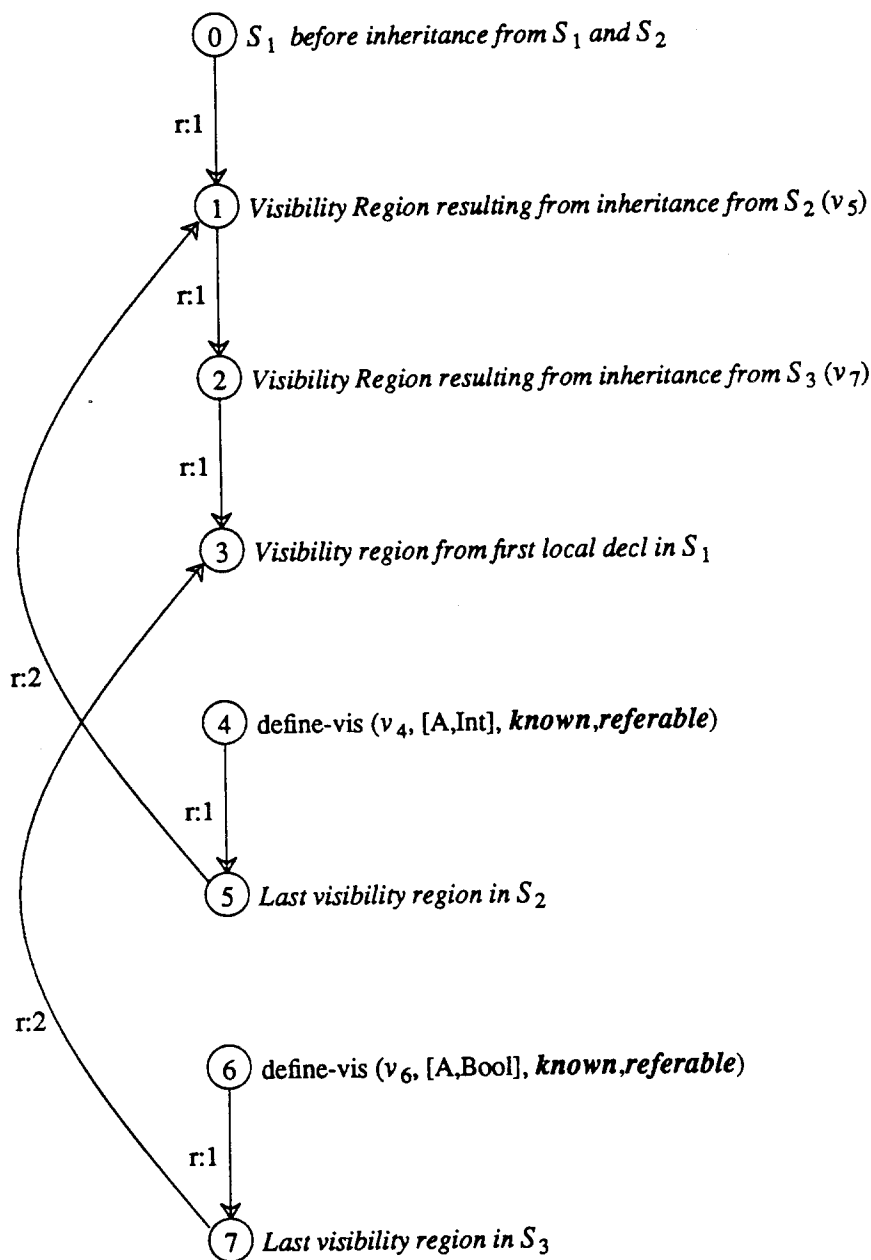 0 S1 before inheritance from S1 and S2
r:1
1 Visibility Region resulting from inheritance from S2 (v5)
r:1
2 Visibility Region resulting from inheritance from S3 (v7)
r:1
3 Visibility region from first local decl in S1
r:2
4 define-vis (v4, [A,Int], known,referable)
r:1
5 Last visibility region in S2
r:2
6 define-vis (v6, [A,Bool], known,referable)
r:1
7 Last visibility region in S3